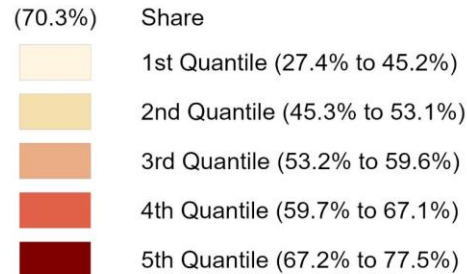 (70.3%) Share
1st Quantile (27.4% to 45.2%)
2nd Quantile (45.3% to 53.1%)
3rd Quantile (53.2% to 59.6%)
4th Quantile (59.7% to 67.1%)
5th Quantile (67.2% to 77.5%)